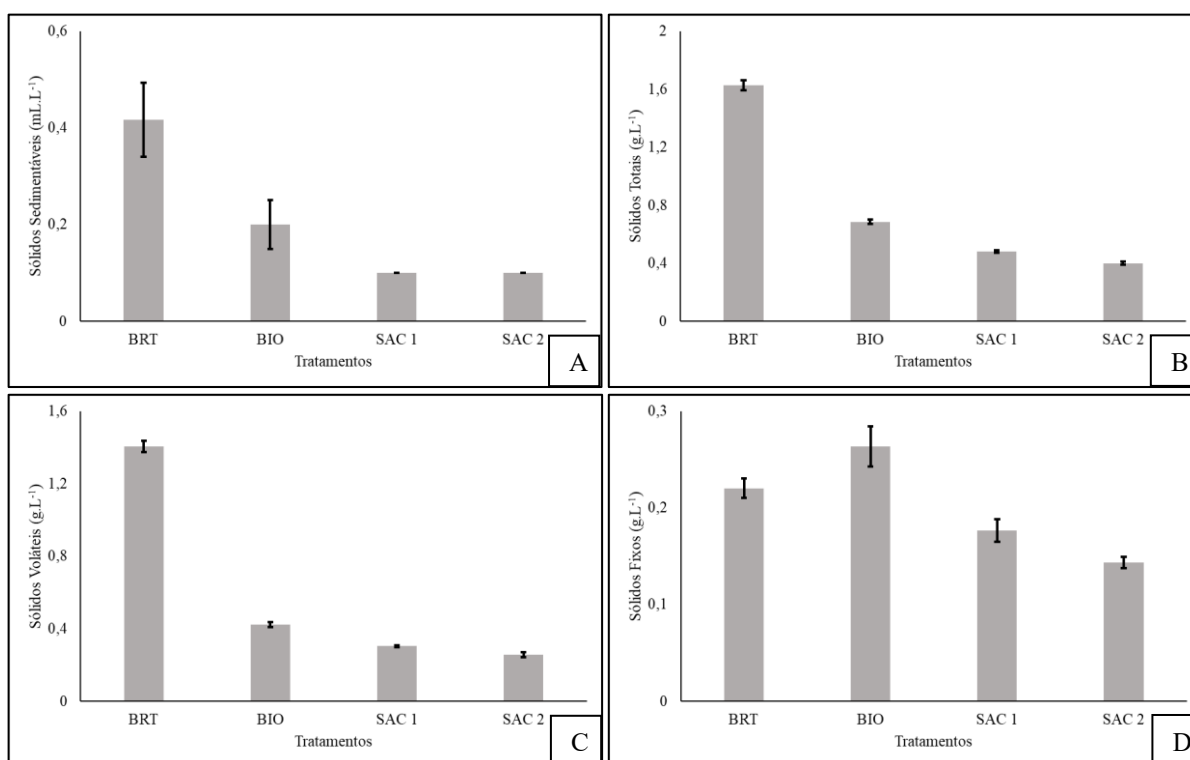 Sólidos Sedimentáveis (mL.L⁻¹)
0,6
0,4
0,2
0
BRT BIO SAC 1 SAC 2
Tratamentos
A
Sólidos Totais (g.L⁻¹)
2
1,6
1,2
0,8
0,4
0
BRT BIO SAC 1 SAC 2
Tratamentos
B
Sólidos Voláteis (g.L⁻¹)
1,6
1,2
0,8
0,4
0
BRT BIO SAC 1 SAC 2
Tratamentos
C
Sólidos Fixos (g.L⁻¹)
0,3
0,2
0,1
0
BRT BIO SAC 1 SAC 2
Tratamentos
D